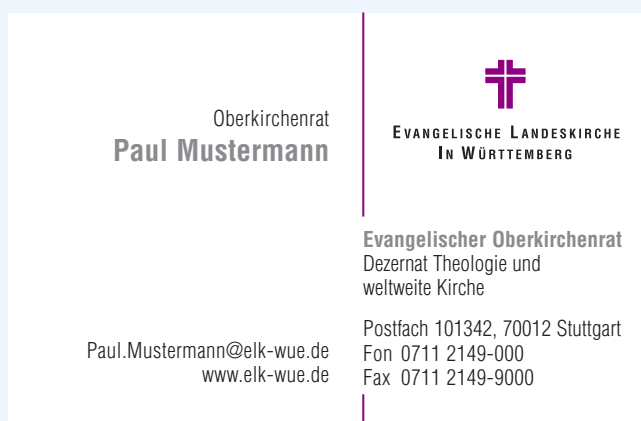 Oberkirchenrat
Paul Mustermann
EVANGELISCHE LANDESKIRCHE
IN WÜRTTEMBERG
Evangelischer Oberkirchenrat
Dezernat Theologie und
weltweite Kirche
Paul.Mustermann@elk-wue.de
www.elk-wue.de
Postfach 101342, 70012 Stuttgart
Fon 0711 2149-000
Fax 0711 2149-9000